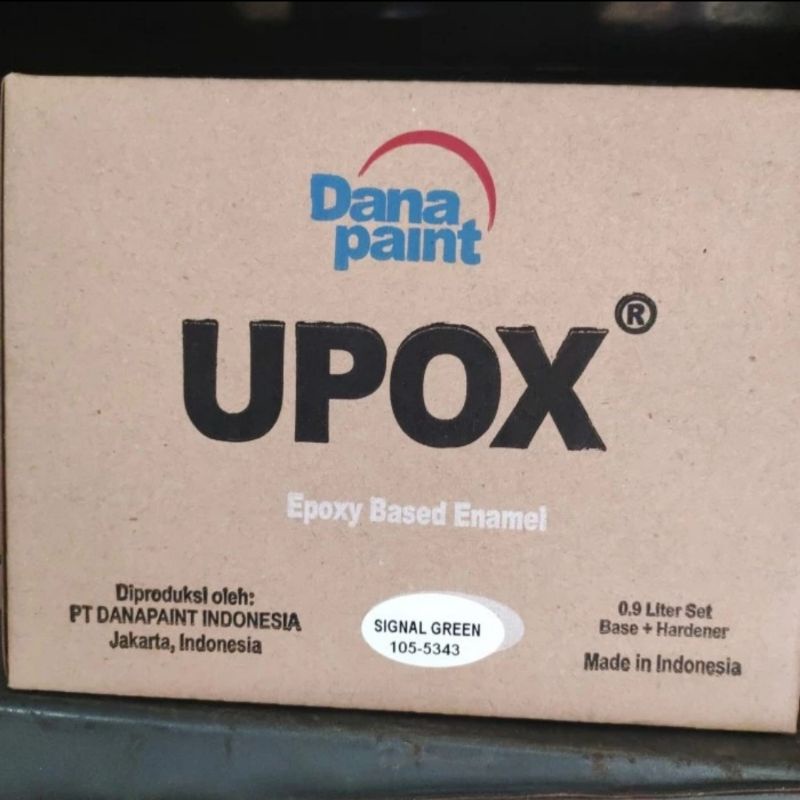 Dana
paint
UPOX®
Epoxy Based Enamel
Diproduksi oleh:
PT DANAPAINT INDONESIA
Jakarta, Indonesia
SIGNAL GREEN
105-5343
0,9 Liter Set
Base + Hardener
Made in Indonesia